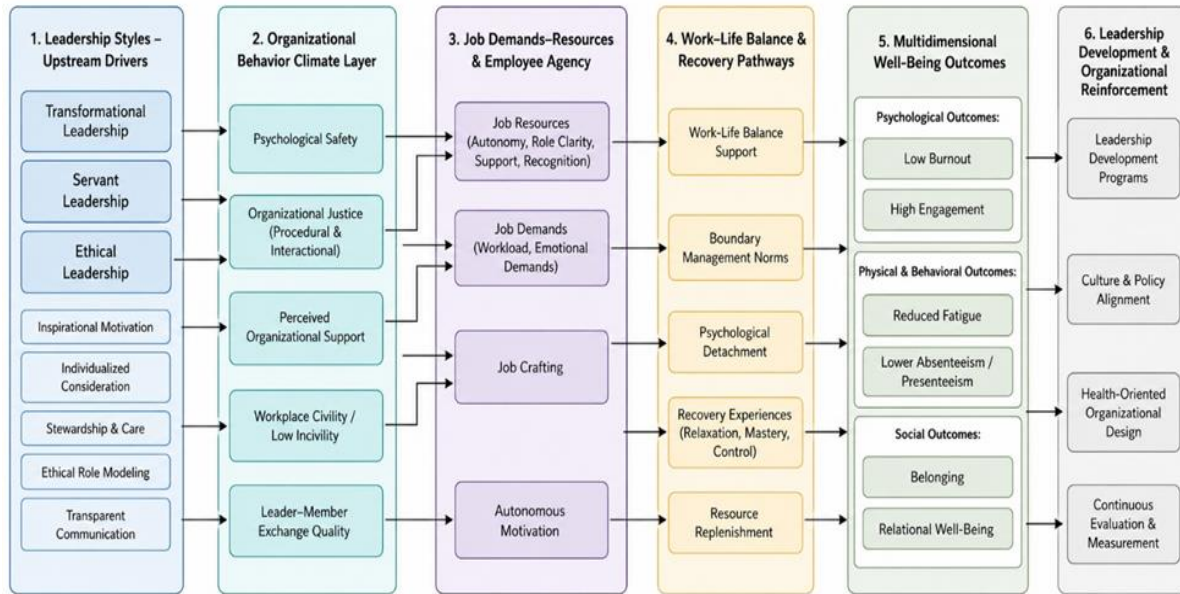 1. Leadership Styles –
Upstream Drivers
Transformational
Leadership
Servant
Leadership
Ethical
Leadership
Inspirational Motivation
Individualized
Consideration
Stewardship & Care
Ethical Role Modeling
Transparent
Communication
2. Organizational
Behavior Climate Layer
Psychological Safety
Organizational Justice
(Procedural &
Interactional)
Perceived
Organizational Support
Workplace Civility /
Low Incivility
Leader–Member
Exchange Quality
3. Job Demands–Resources
& Employee Agency
Job Resources
(Autonomy, Role Clarity,
Support, Recognition)
Job Demands
(Workload, Emotional
Demands)
Job Crafting
Autonomous
Motivation
4. Work–Life Balance &
Recovery Pathways
Work-Life Balance
Support
Boundary
Management Norms
Psychological
Detachment
Recovery Experiences
(Relaxation, Mastery,
Control)
Resource
Replenishment
5. Multidimensional
Well-Being Outcomes
Psychological Outcomes:
Low Burnout
High Engagement
Physical & Behavioral Outcomes:
Reduced Fatigue
Lower Absenteeism /
Presenteeism
Social Outcomes:
Belonging
Relational Well-Being
6. Leadership
Development &
Organizational
Reinforcement
Leadership
Development
Programs
Culture & Policy
Alignment
Health-Oriented
Organizational
Design
Continuous
Evaluation &
Measurement